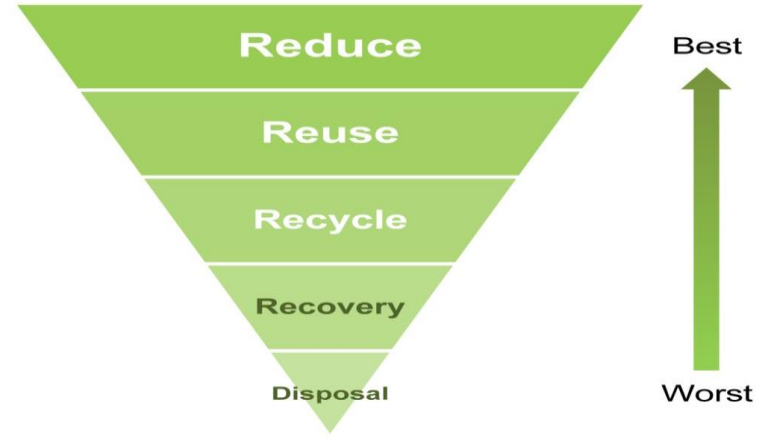 Reduce
Best
Reuse
Recycle
Recovery
Disposal
Worst